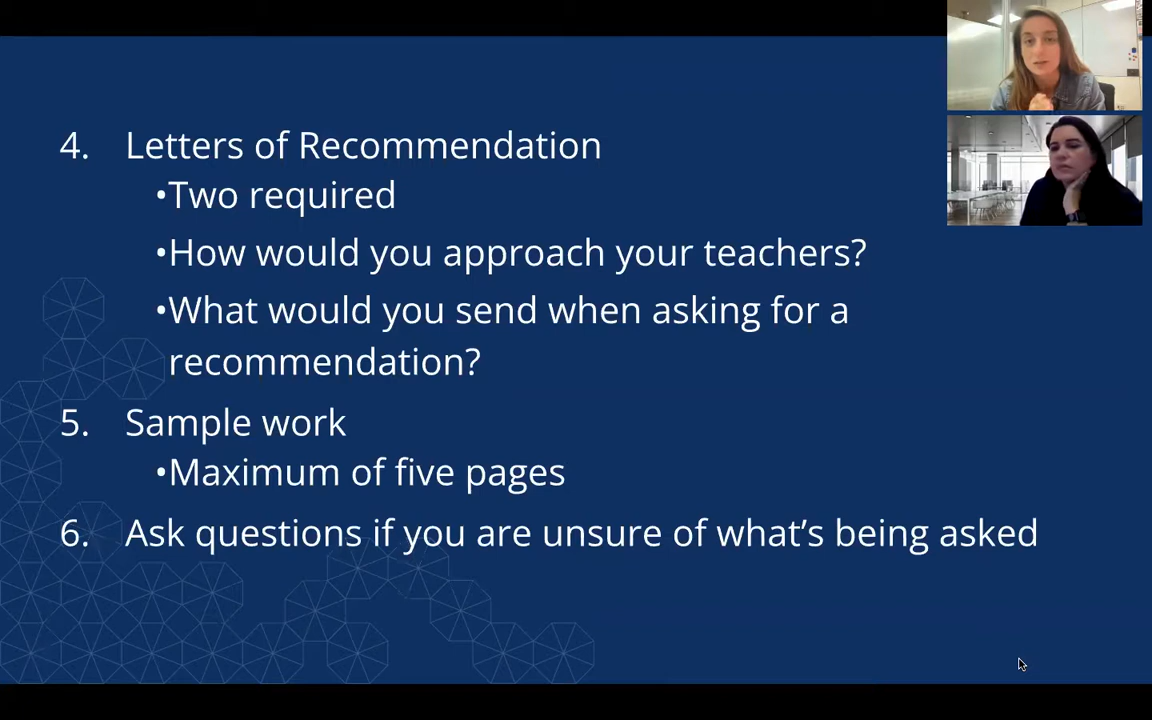 4. Letters of Recommendation
•Two required
•How would you approach your teachers?
•What would you send when asking for a
recommendation?
5. Sample work
•Maximum of five pages
6. Ask questions if you are unsure of what’s being asked